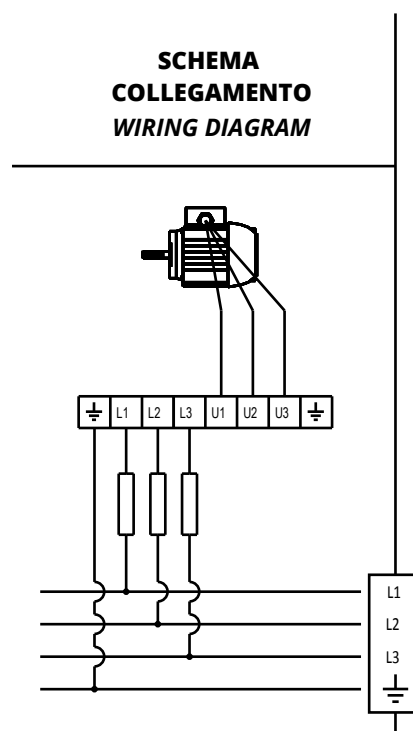 SCHEMA
COLLEGAMENTO
WIRING DIAGRAM
L1 L2 L3 U1 U2 U3
L1
L2
L3